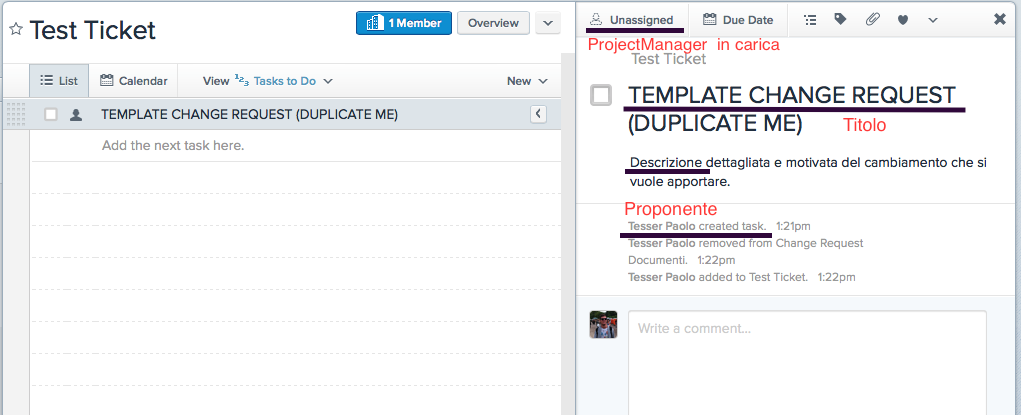 Test Ticket
1 Member
Overview
List
Calendar
View 123 Tasks to Do
New
TEMPLATE CHANGE REQUEST (DUPLICATE ME)
Add the next task here.
Unassigned
Due Date
ProjectManager in carica
Test Ticket
TEMPLATE CHANGE REQUEST
(DUPLICATE ME)
Titolo
Descrizione dettagliata e motivata del cambiamento che si
vuole apportare.
Proponente
Tesser Paolo created task. 1:21pm
Tesser Paolo removed from Change Request
Documenti. 1:22pm
Tesser Paolo added to Test Ticket. 1:22pm
Write a comment...